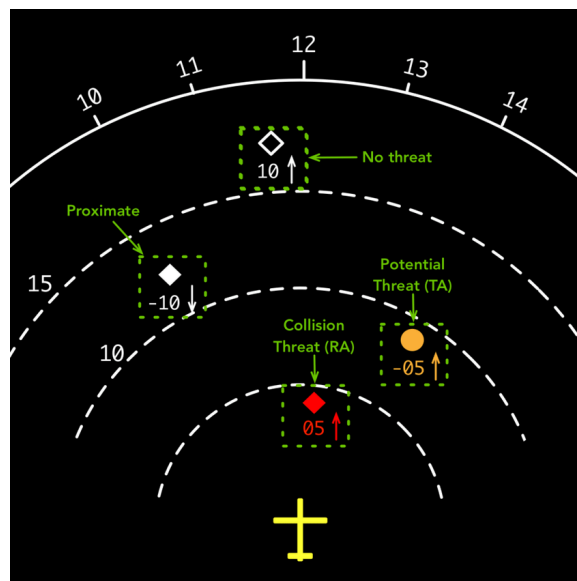 12
11
13
10
14
No threat
10
Proximate
Potential
Threat (TA)
15
-10
Collision
Threat (RA)
10
-05
05